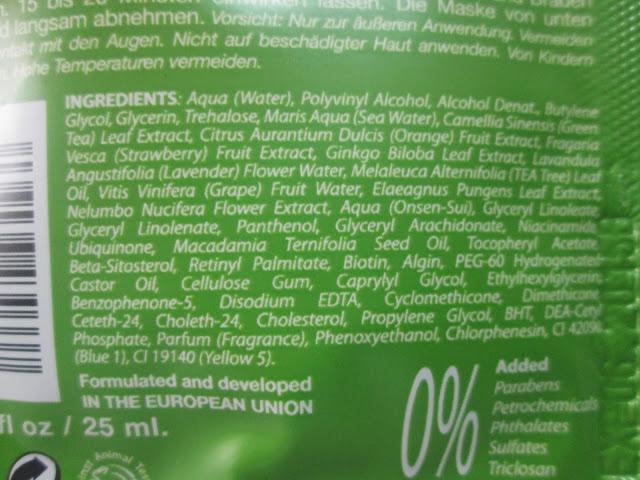 15 bis 20 Minuten einwirken lassen. Die Maske von unten
langsam abnehmen. Vorsicht: Nur zur äußeren Anwendung. Vermeiden
mit den Augen. Nicht auf beschädigter Haut anwenden. Von Kindern
Hohe Temperaturen vermeiden.
INGREDIENTS: Aqua (Water), Polyvinyl Alcohol, Alcohol Denat., Butylene
Glycol, Glycerin, Trehalose, Maris Aqua (Sea Water), Camellia Sinensis (Green
Tea) Leaf Extract, Citrus Aurantium Dulcis (Orange) Fruit Extract, Fragaria
Vesca (Strawberry) Fruit Extract, Ginkgo Biloba Leaf Extract, Lavandula
Angustifolia (Lavender) Flower Water, Melaleuca Alternifolia (TEA Tree) Leaf
Oil, Vitis Vinifera (Grape) Fruit Water, Elaeagnus Pungens Leaf Extract,
Nelumbo Nucifera Flower Extract, Aqua (Onsen-Sui), Glyceryl Linoleate,
Glyceryl Linolenate, Panthenol, Glyceryl Arachidonate, Niacinamide,
Ubiquinone, Macadamia Ternifolia Seed Oil, Tocopheryl Acetate,
Beta-Sitosterol, Retinyl Palmitate, Biotin, Algin, PEG-60 Hydrogenated
Castor Oil, Cellulose Gum, Caprylyl Glycol, Ethylhexylglycerin,
Benzophenone-5, Disodium EDTA, Cyclomethicone, Dimethicone,
Ceteth-24, Choleth-24, Cholesterol, Propylene Glycol, BHT, DEA-Cetyl
Phosphate, Parfum (Fragrance), Phenoxyethanol, Chlorphenesin, CI 42090
(Blue 1), CI 19140 (Yellow 5).
Formulated and developed
IN THE EUROPEAN UNION
fl oz / 25 ml.
0%
Added
Parabens
Petrochemicals
Phthalates
Sulfates
Triclosan
Animal